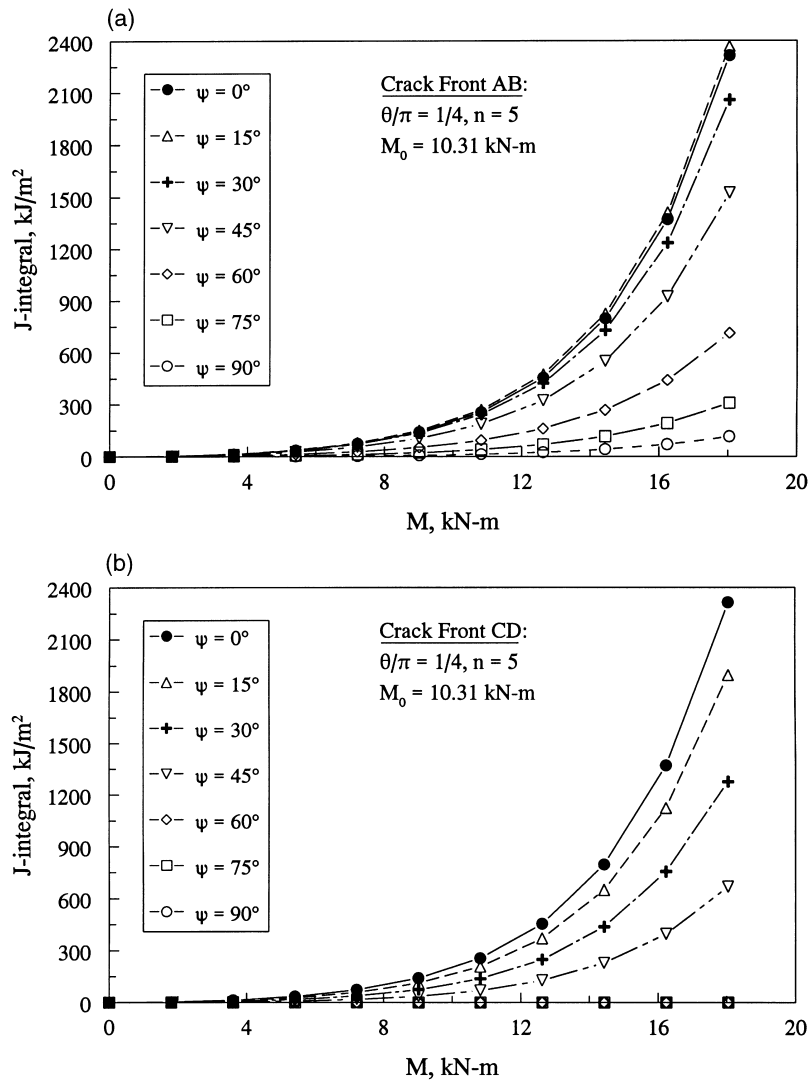 (a)
2400
2100
1800
1500
1200
900
600
300
0
J-integral, kJ/m²
ψ = 0°
ψ = 15°
ψ = 30°
ψ = 45°
ψ = 60°
ψ = 75°
ψ = 90°
Crack Front AB:
θ/π = 1/4, n = 5
M₀ = 10.31 kN-m
0 4 8 12 16 20
M, kN-m
(b)
2400
2100
1800
1500
1200
900
600
300
0
J-integral, kJ/m²
ψ = 0°
ψ = 15°
ψ = 30°
ψ = 45°
ψ = 60°
ψ = 75°
ψ = 90°
Crack Front CD:
θ/π = 1/4, n = 5
M₀ = 10.31 kN-m
0 4 8 12 16 20
M, kN-m